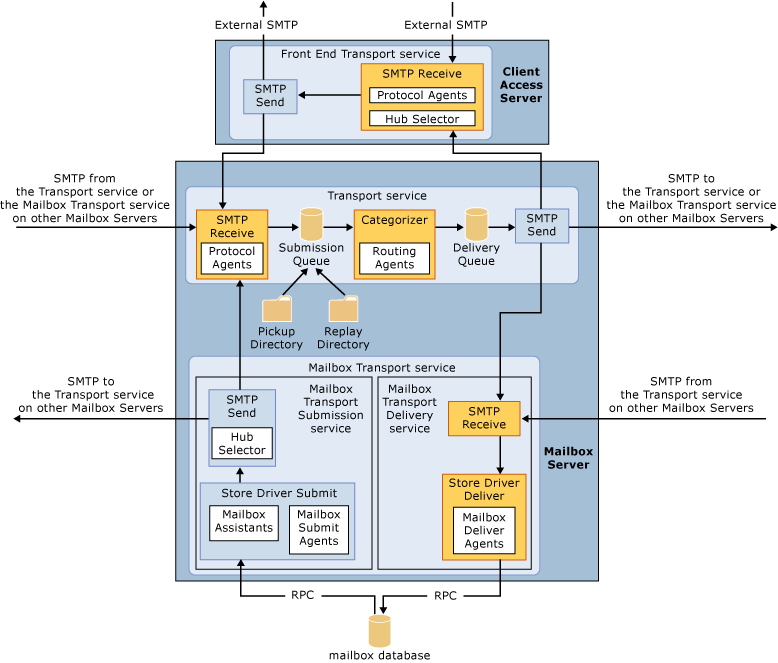 External SMTP
External SMTP
Front End Transport service
SMTP Receive
Protocol Agents
Hub Selector
SMTP
Send
Client
Access
Server
SMTP from
the Transport service or
the Mailbox Transport service
on other Mailbox Servers
SMTP to
the Transport service or
the Mailbox Transport service
on other Mailbox Servers
Transport service
SMTP
Receive
Protocol
Agents
Submission
Queue
Categorizer
Routing
Agents
Delivery
Queue
SMTP
Send
Pickup
Directory
Replay
Directory
Mailbox Transport service
SMTP to
the Transport service
on other Mailbox Servers
SMTP
Send
Hub
Selector
Mailbox
Transport
Submission
service
Mailbox
Transport
Delivery
service
SMTP
Receive
SMTP from
the Transport service
on other Mailbox Servers
Mailbox
Server
Store Driver Submit
Mailbox
Assistants
Mailbox
Submit
Agents
Store Driver
Deliver
Mailbox
Deliver
Agents
RPC
RPC
mailbox database